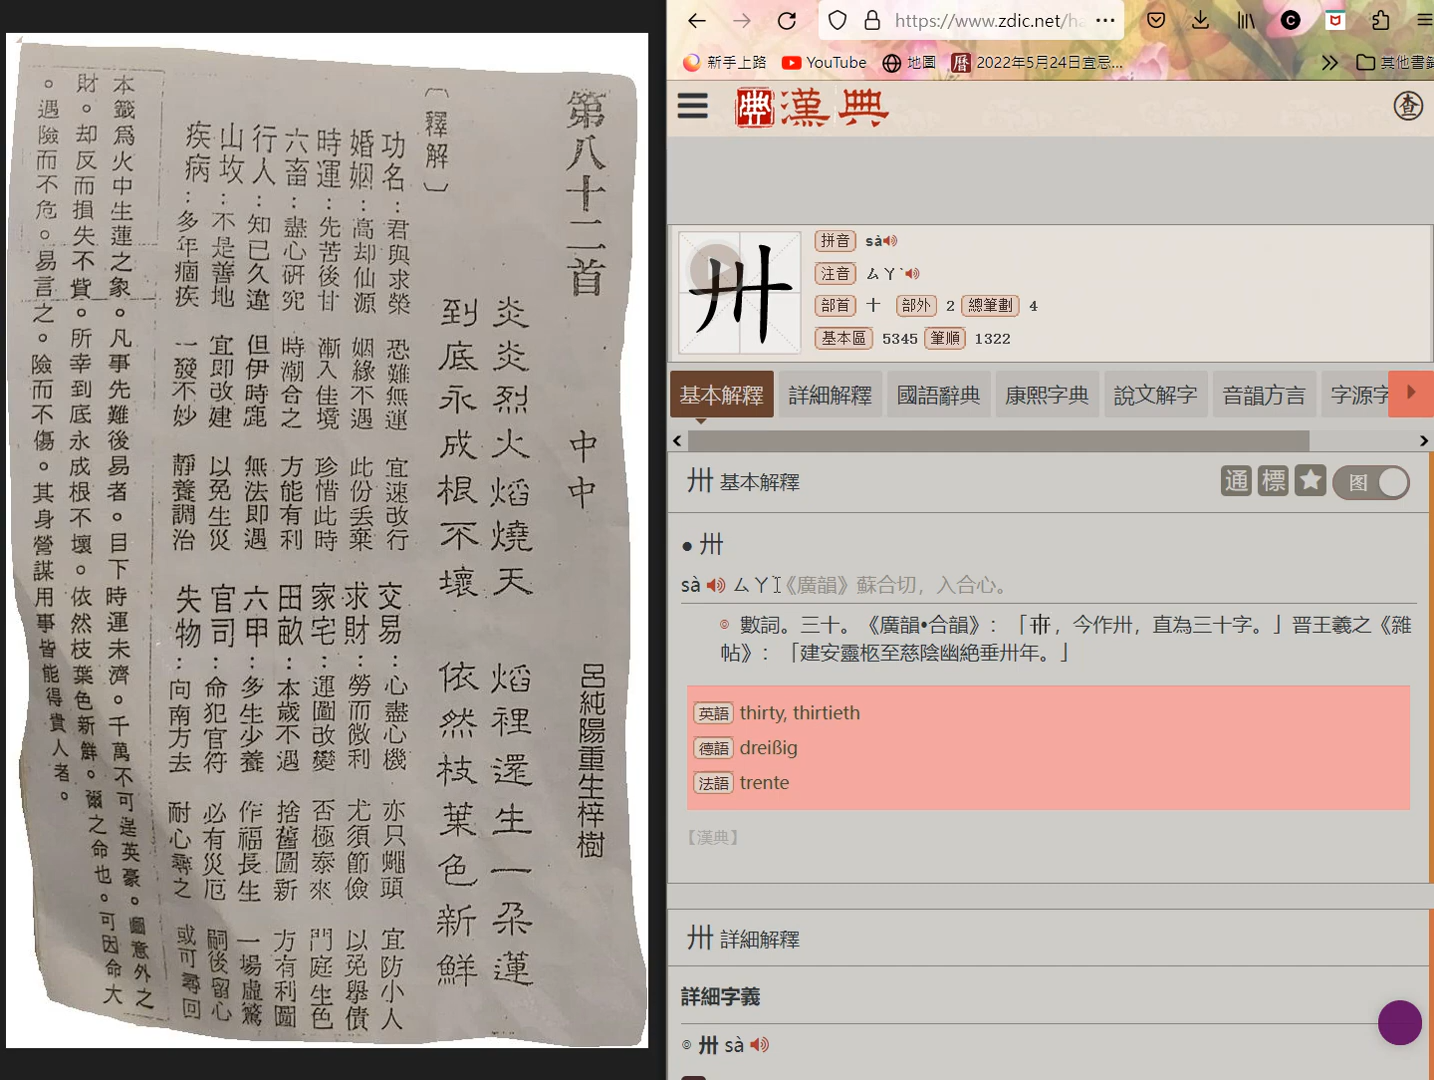 第八十二首 中中 呂純陽重生梓樹
炎炎烈火焰燒天 焰裡還生一朵蓮
到底永成根不壞 依然枝葉色新鮮
〔釋解〕
功名：君與求榮 恐難無運 宜速改行 交易：心盡心機 亦只蠅頭 宜防小人
婚姻：高却仙源 姻緣不遇 此份丢棄 求財：勞而微利 尤須節儉 以免舉債
時運：先苦後甘 漸入佳境 珍惜此時 家宅：運圖改變 否極泰來 門庭生色
六畜：盡心研究 時潮合之 方能有利 田畝：本歲不遇 捨舊圖新 方有利圖
行人：知已久違 但伊時 無法即遇 六甲：多生少養 作福長生 一場虛驚
山坟：不是善地 宜即改建 以免生災 官司：命犯官符 必有災厄 嗣後留心
疾病：多年痼疾 一發不妙 靜養調治 失物：向南方去 耐心尋之 或可尋回
本籤爲火中生蓮之象。凡事先難後易者。目下時運未濟。千萬不可逞英豪。圖意外之
財。却反而損失不貲。所幸到底永成根不壞。依然枝葉色新鮮。爾之命也。可因命大
。遇險而不危。易言之。險而不傷。其身營謀用事皆能得貴人者。
https://www.zdic.net/ha
新手上路 YouTube 地圖 2022年5月24日宜忌... 其他書籤
漢典 查
拼音 sà
注音 ㄙㄚˋ
部首 十 部外 2 總筆劃 4
基本區 5345 筆順 1322
基本解釋 詳細解釋 國語辭典 康熙字典 說文解字 音韻方言 字源字
卅 基本解釋 通 標 图
● 卅
sà ㄙㄚˋ《廣韻》蘇合切，入合心。
數詞。三十。《廣韻•合韻》：「卋，今作卅，直為三十字。」晋王羲之《雜
帖》：「建安靈柩至慈陰幽絕垂卅年。」
英語 thirty, thirtieth
德語 dreißig
法語 trente
【漢典】
卅 詳細解釋
詳細字義
卅 sà